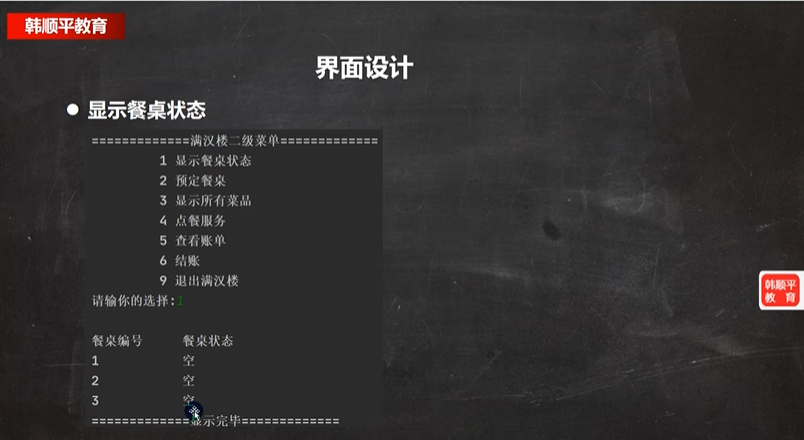 韩顺平教育
界面设计
● 显示餐桌状态
=============满汉楼二级菜单=============
1 显示餐桌状态
2 预定餐桌
3 显示所有菜品
4 点餐服务
5 查看账单
6 结账
9 退出满汉楼
请输你的选择:1
餐桌编号 餐桌状态
1 空
2 空
3 空
=============显示完毕=============
韩顺平
教 育